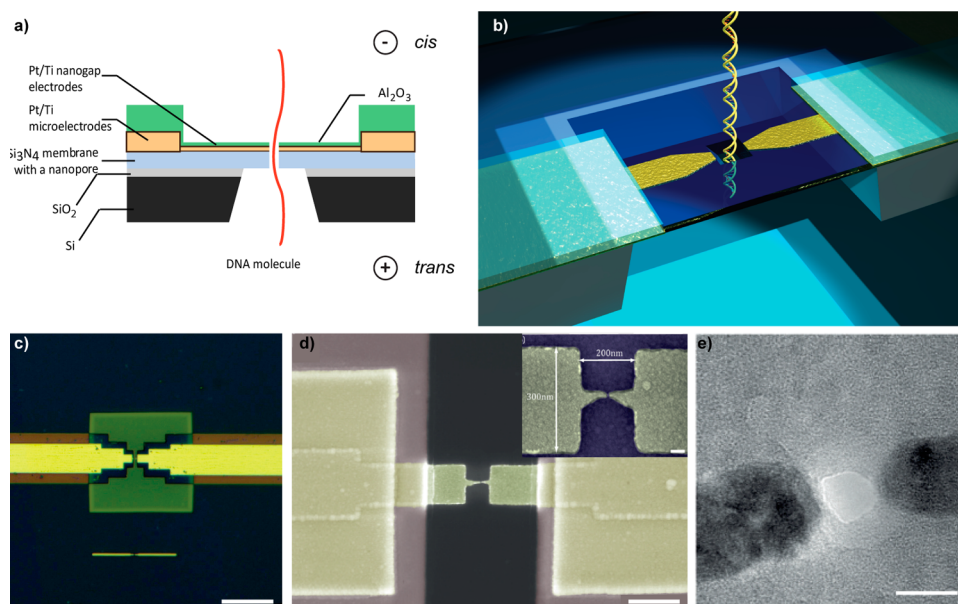 a)
- cis
Pt/Ti nanogap
electrodes
Al2O3
Pt/Ti
microelectrodes
Si3N4 membrane
with a nanopore
SiO2
Si
DNA molecule
+ trans
b)
c)
d)
200nm
300nm
e)